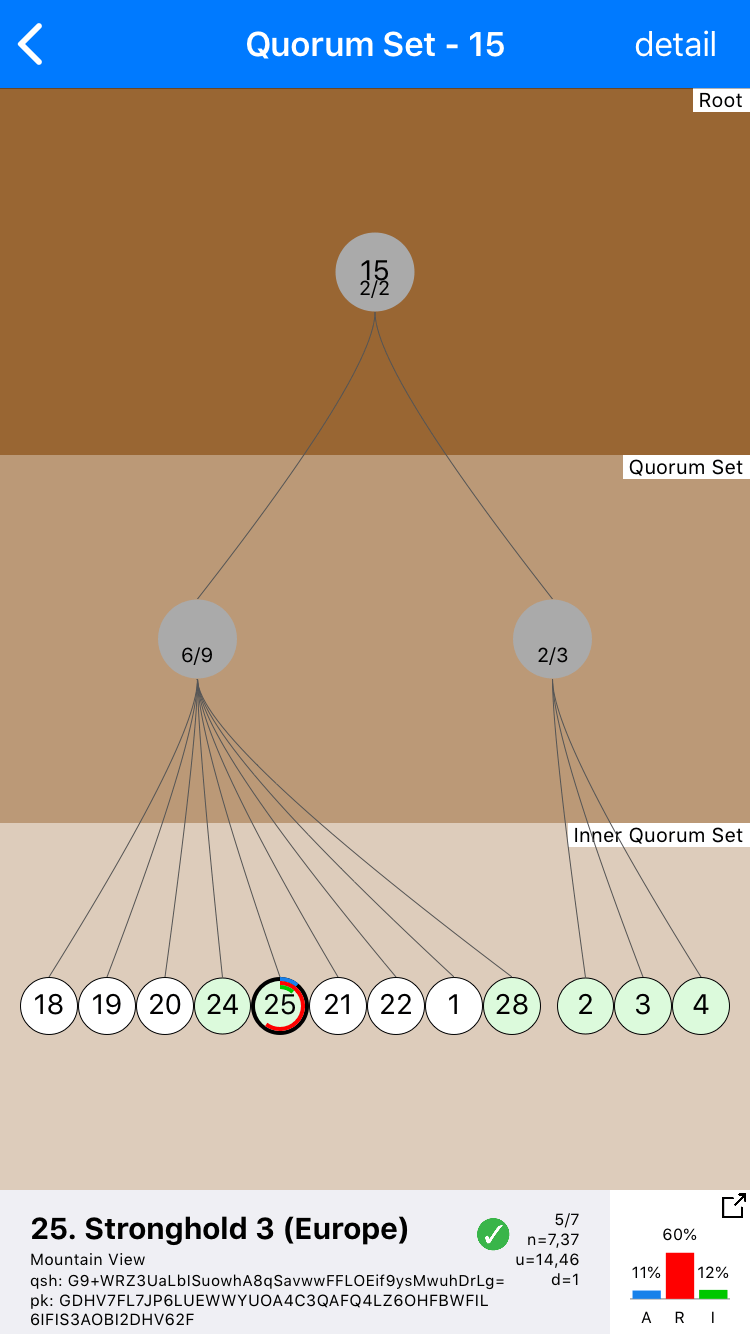 Quorum Set - 15
detail
Root
15
2/2
Quorum Set
6/9
2/3
Inner Quorum Set
18 19 20 24 25 21 22 1 28 2 3 4
25. Stronghold 3 (Europe)
Mountain View
qsh: G9+WRZ3UaLbISuowhA8qSavwwFFLOEif9ysMwuhDrLg=
pk: GDHV7FL7JP6LUEWWYUOA4C3QAFQ4LZ6OHFBWFIL
6IFIS3AOBI2DHV62F
5/7
n=7,37
u=14,46
d=1
60%
11% 12%
A R I